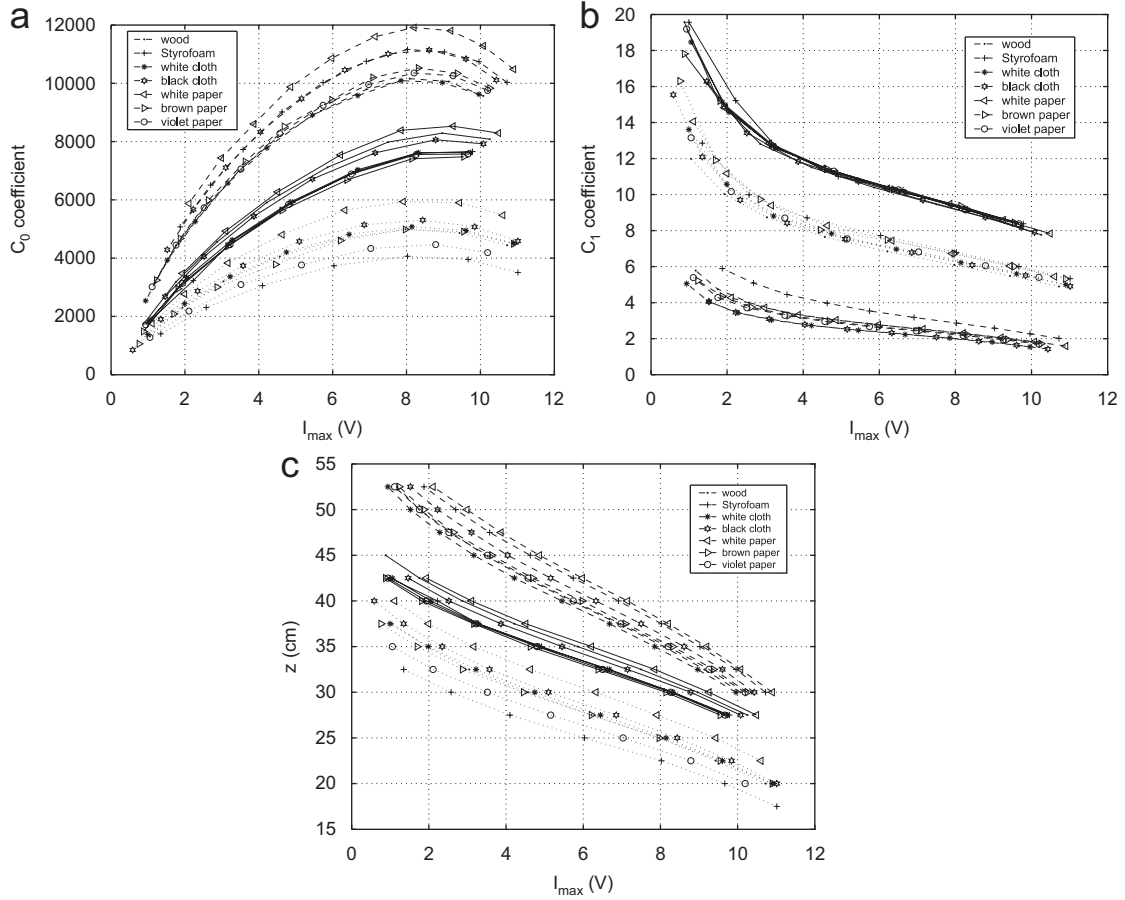 a
12000
10000
8000
6000
4000
2000
0
C0 coefficient
0 2 4 6 8 10 12
Imax (V)
wood
Styrofoam
white cloth
black cloth
white paper
brown paper
violet paper
b
20
18
16
14
12
10
8
6
4
2
0
C1 coefficient
0 2 4 6 8 10 12
Imax (V)
wood
Styrofoam
white cloth
black cloth
white paper
brown paper
violet paper
c
55
50
45
40
35
30
25
20
15
z (cm)
0 2 4 6 8 10 12
Imax (V)
wood
Styrofoam
white cloth
black cloth
white paper
brown paper
violet paper